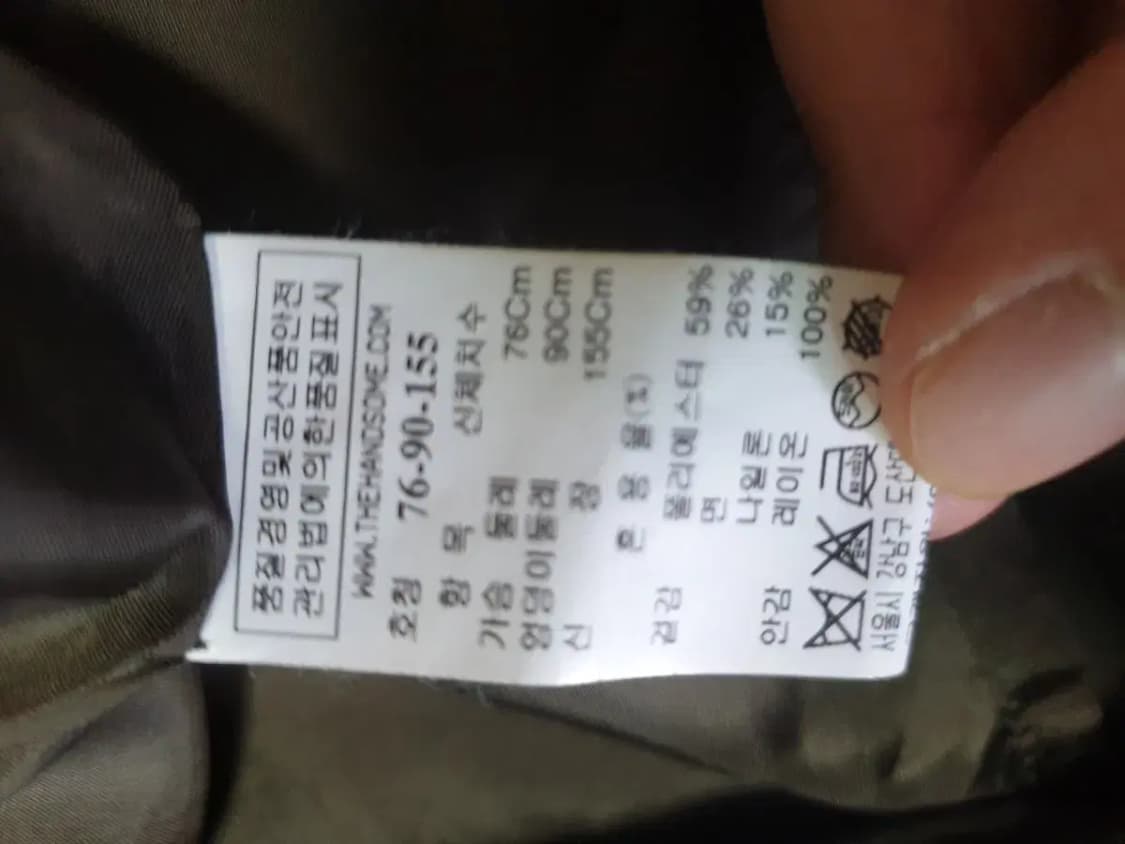 품질경영및공산품안전
관리법에의한품질표시
WWW.THEHANDSOME.COM
호칭 76-90-155
항 목 신체치수
가슴 둘레 76Cm
엉덩이둘레 90Cm
신 장 155Cm
혼 용 율(%)
겉감 폴리에스터 59%
면 26%
나일론 15%
안감 레이온 100%
서울시 강남구